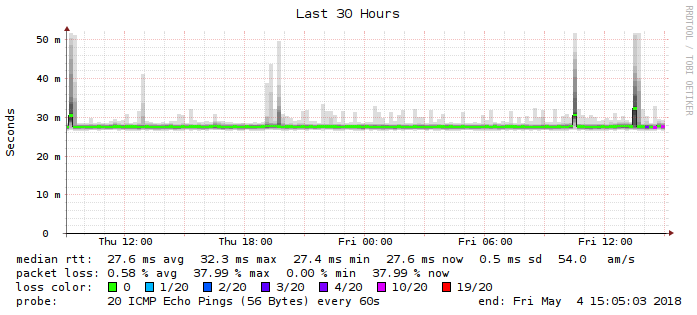 Last 30 Hours
RRDTOOL / TOBI OETIKER
Seconds
50 m
40 m
30 m
20 m
10 m
0
Thu 12:00 Thu 18:00 Fri 00:00 Fri 06:00 Fri 12:00
median rtt: 27.6 ms avg 32.3 ms max 27.4 ms min 27.6 ms now 0.5 ms sd 54.0 am/s
packet loss: 0.58 % avg 37.99 % max 0.00 % min 37.99 % now
loss color: 0 1/20 2/20 3/20 4/20 10/20 19/20
probe: 20 ICMP Echo Pings (56 Bytes) every 60s end: Fri May 4 15:05:03 2018